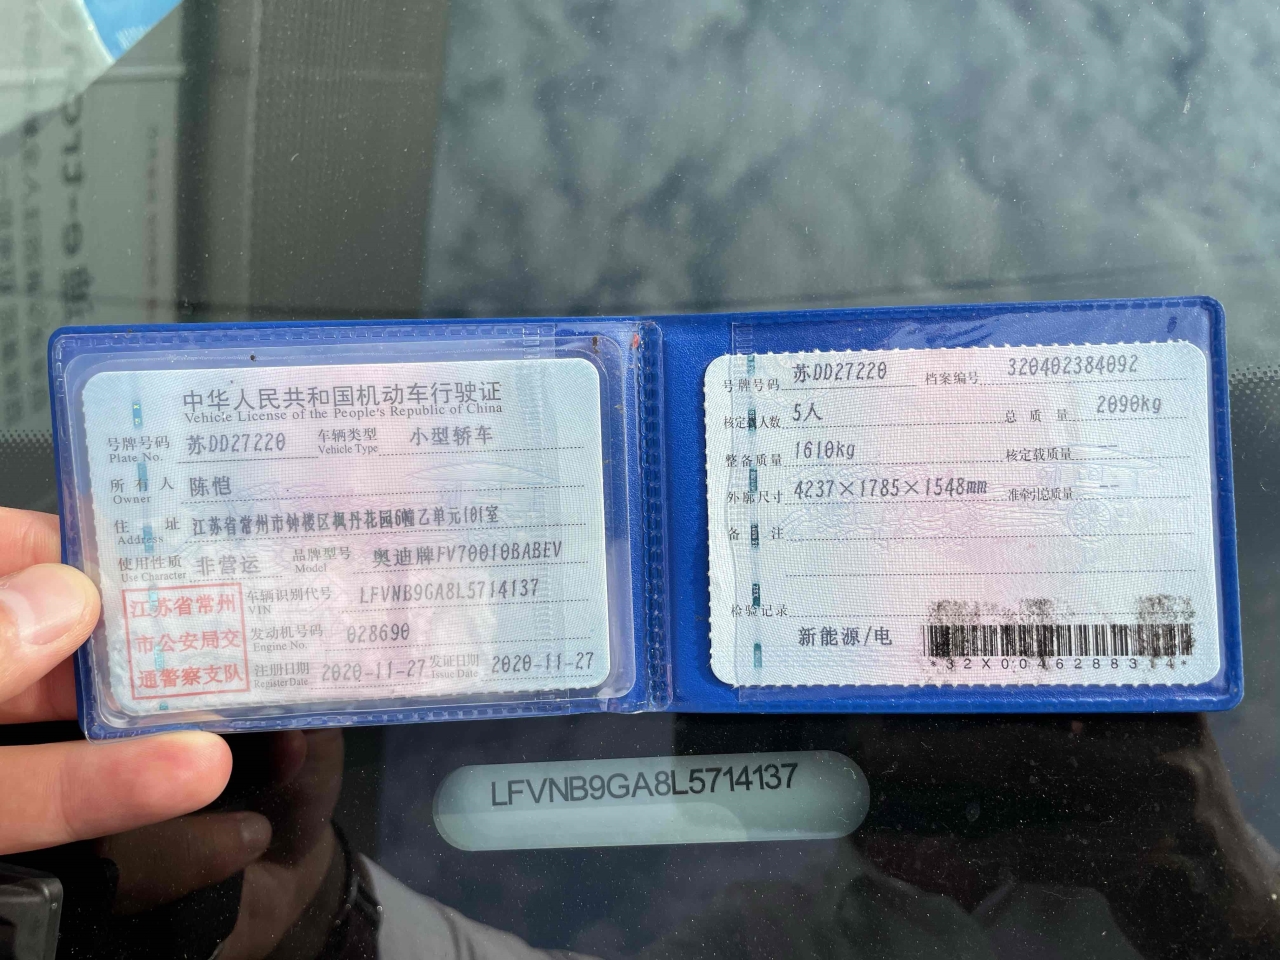 中华人民共和国机动车行驶证
Vehicle License of the People's Republic of China
号牌号码 苏DD27220 车辆类型 小型轿车
Plate No. Vehicle Type
所有人 陈恺
Owner
住址 江苏省常州市钟楼区枫丹花园6幢乙单元101室
Address
使用性质 非营运 品牌型号 奥迪牌FV70010BABEV
Use Character Model
车辆识别代号 LFVNB9GA8L5714137
VIN
发动机号码 028690
Engine No.
注册日期 2020-11-27 发证日期 2020-11-27
Register Date Issue Date
江苏省常州
市公安局交
通警察支队
号牌号码 苏DD27220 档案编号 320402384092
核定载人数 5人 总质量 2090kg
整备质量 1610kg 核定载质量 --
外廓尺寸 4237×1785×1548mm 准牵引总质量 --
备注
检验记录
新能源/电
LFVNB9GA8L5714137